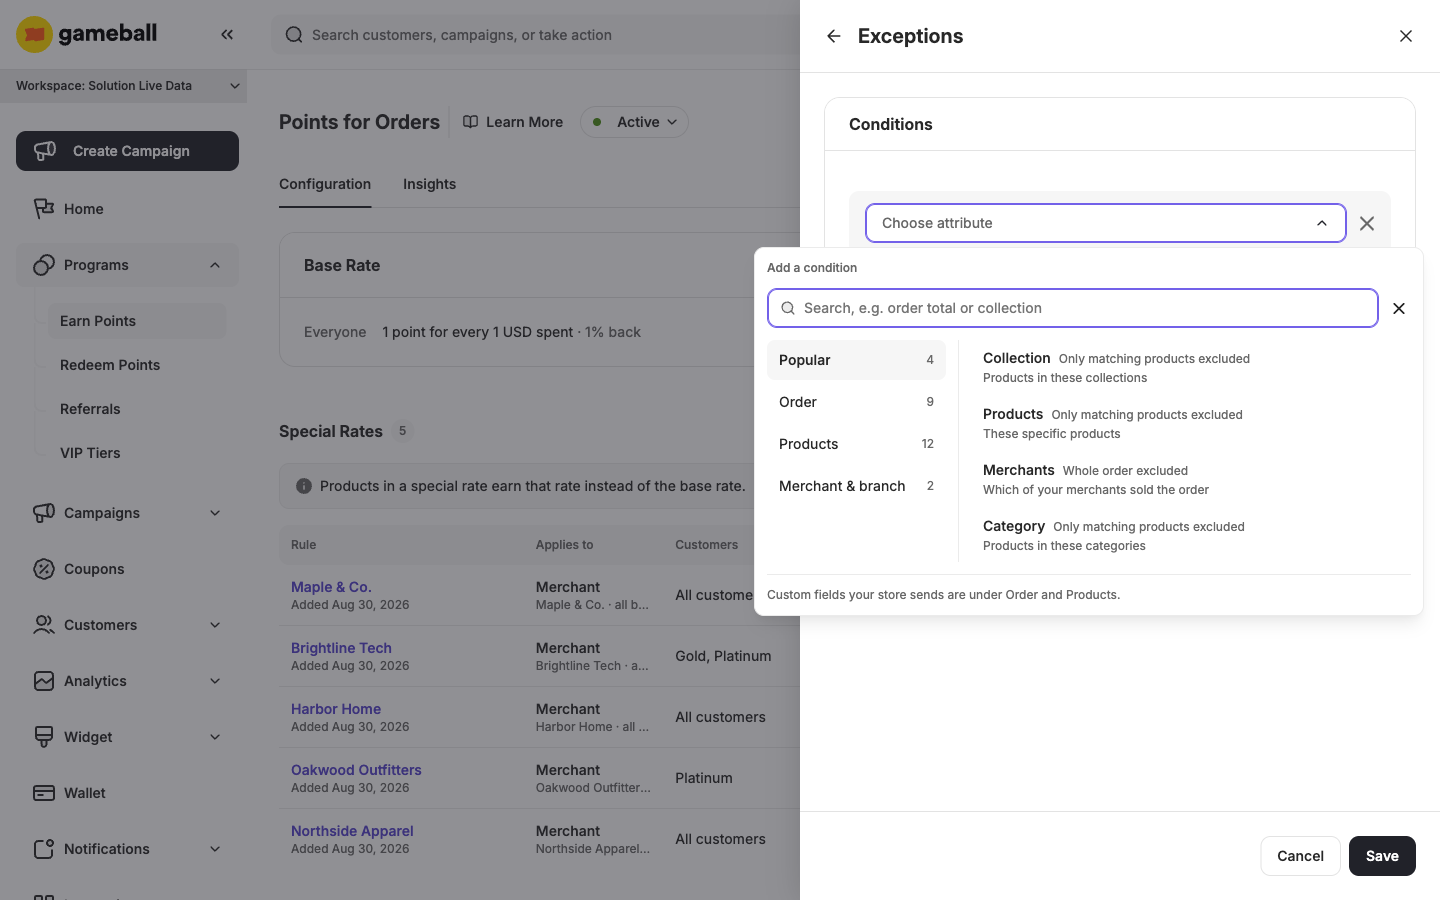 gameball
Search customers, campaigns, or take action
Workspace: Solution Live Data
Create Campaign
Home
Programs
Earn Points
Redeem Points
Referrals
VIP Tiers
Campaigns
Coupons
Customers
Analytics
Widget
Wallet
Notifications
Points for Orders
Learn More
Active
Configuration
Insights
Base Rate
Everyone 1 point for every 1 USD spent · 1% back
Special Rates 5
Products in a special rate earn that rate instead of the base rate.
Rule Applies to Customers
Maple & Co. Merchant
Added Aug 30, 2026 Maple & Co. · all b... All custome
Brightline Tech Merchant
Added Aug 30, 2026 Brightline Tech · a... Gold, Platinum
Harbor Home Merchant
Added Aug 30, 2026 Harbor Home · all ... All customers
Oakwood Outfitters Merchant
Added Aug 30, 2026 Oakwood Outfitter... Platinum
Northside Apparel Merchant
Added Aug 30, 2026 Northside Apparel... All customers
Exceptions
Conditions
Choose attribute
Add a condition
Search, e.g. order total or collection
Popular 4
Order 9
Products 12
Merchant & branch 2
Collection Only matching products excluded
Products in these collections
Products Only matching products excluded
These specific products
Merchants Whole order excluded
Which of your merchants sold the order
Category Only matching products excluded
Products in these categories
Custom fields your store sends are under Order and Products.
Cancel
Save